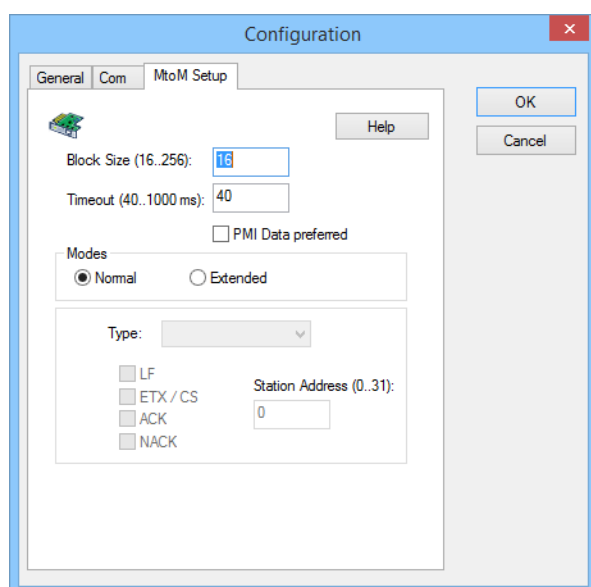 Configuration
General Com MtoM Setup
OK
Help
Cancel
Block Size (16..256): 16
Timeout (40..1000 ms): 40
PMI Data preferred
Modes
Normal Extended
Type:
LF
Station Address (0..31):
ETX / CS
0
ACK
NACK